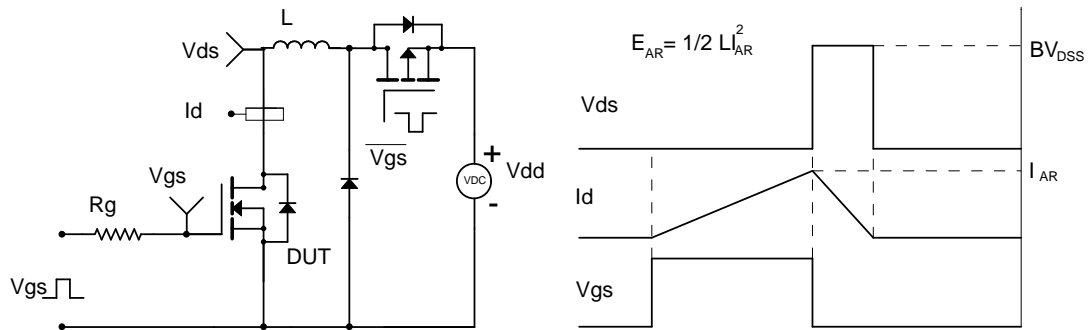 L
Vds
Id
Vgs
+
Vdd
VDC
-
Vgs
Rg
DUT
Vgs
E_AR = 1/2 LI_AR^2
BV_DSS
Vds
I_AR
Id
Vgs